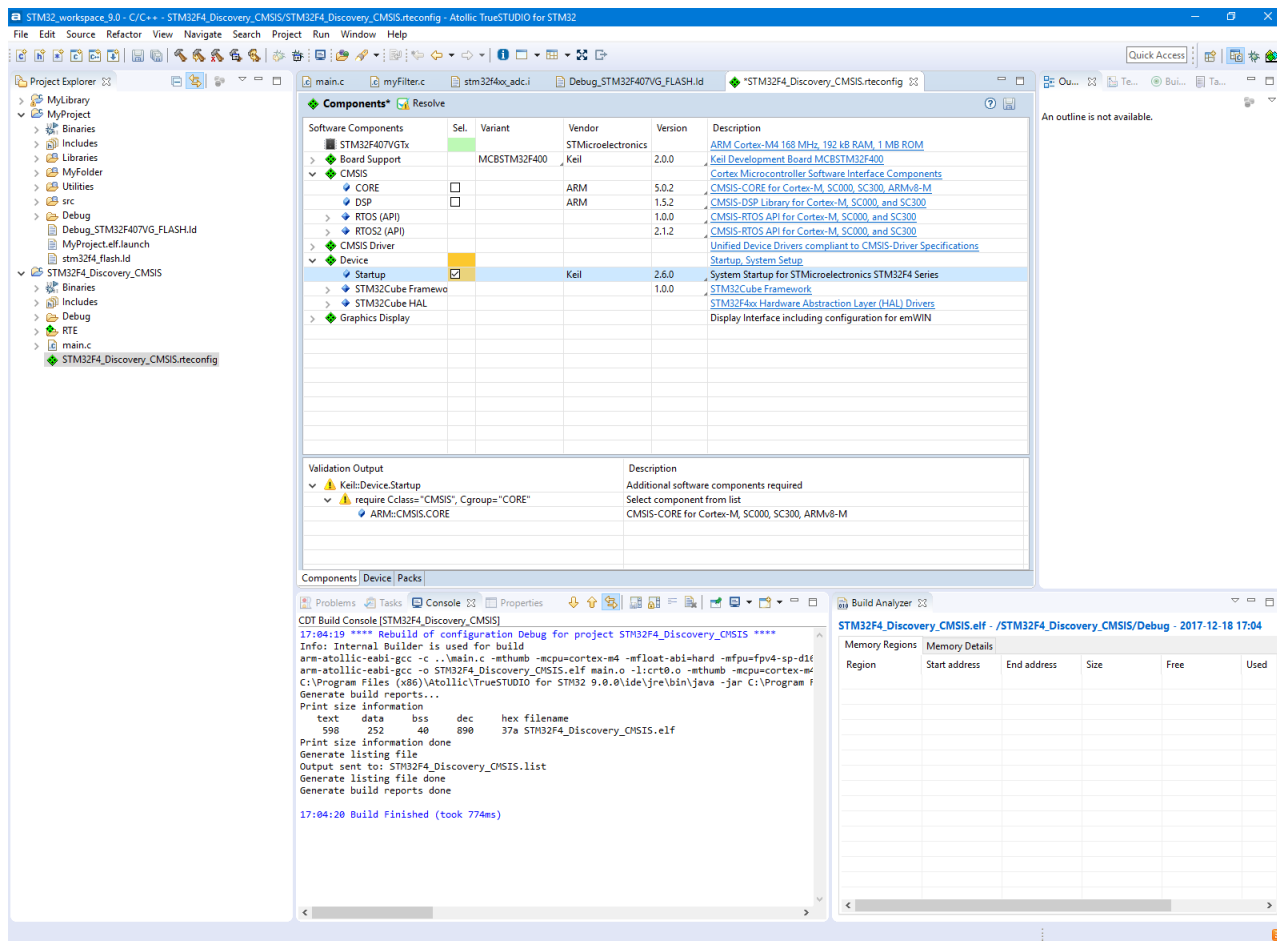 STM32_workspace_9.0 - C/C++ - STM32F4_Discovery_CMSIS/STM32F4_Discovery_CMSIS.rteconfig - Atollic TrueSTUDIO for STM32
File Edit Source Refactor View Navigate Search Project Run Window Help
Quick Access
Project Explorer
MyLibrary
MyProject
Binaries
Includes
Libraries
MyFolder
Utilities
src
Debug
Debug_STM32F407VG_FLASH.ld
MyProject.elf.launch
stm32f4_flash.ld
STM32F4_Discovery_CMSIS
Binaries
Includes
Debug
RTE
main.c
STM32F4_Discovery_CMSIS.rteconfig
main.c myFilter.c stm32f4xx_adc.i Debug_STM32F407VG_FLASH.ld *STM32F4_Discovery_CMSIS.rteconfig
Components* Resolve
Software Components Sel. Variant Vendor Version Description
STM32F407VGTx STMicroelectronics ARM Cortex-M4 168 MHz, 192 kB RAM, 1 MB ROM
Board Support MCBSTM32F400 Keil 2.0.0 Keil Development Board MCBSTM32F400
CMSIS Cortex Microcontroller Software Interface Components
CORE ARM 5.0.2 CMSIS-CORE for Cortex-M, SC000, SC300, ARMv8-M
DSP ARM 1.5.2 CMSIS-DSP Library for Cortex-M, SC000, and SC300
RTOS (API) 1.0.0 CMSIS-RTOS API for Cortex-M, SC000, and SC300
RTOS2 (API) 2.1.2 CMSIS-RTOS API for Cortex-M, SC000, and SC300
CMSIS Driver Unified Device Drivers compliant to CMSIS-Driver Specifications
Device Startup, System Setup
Startup Keil 2.6.0 System Startup for STMicroelectronics STM32F4 Series
STM32Cube Framewo 1.0.0 STM32Cube Framework
STM32Cube HAL STM32F4xx Hardware Abstraction Layer (HAL) Drivers
Graphics Display Display Interface including configuration for emWIN
Validation Output Description
Keil::Device.Startup Additional software components required
require Cclass="CMSIS", Cgroup="CORE" Select component from list
ARM::CMSIS.CORE CMSIS-CORE for Cortex-M, SC000, SC300, ARMv8-M
Components Device Packs
Ou... Te... Bui... Ta...
An outline is not available.
Problems Tasks Console Properties
CDT Build Console [STM32F4_Discovery_CMSIS]
17:04:19 **** Rebuild of configuration Debug for project STM32F4_Discovery_CMSIS ****
Info: Internal Builder is used for build
arm-atollic-eabi-gcc -c ..\main.c -mthumb -mcpu=cortex-m4 -mfloat-abi=hard -mfpu=fpv4-sp-d16
arm-atollic-eabi-gcc -o STM32F4_Discovery_CMSIS.elf main.o -l:crt0.o -mthumb -mcpu=cortex-m4
C:\Program Files (x86)\Atollic\TrueSTUDIO for STM32 9.0.0\ide\jre\bin\java -jar C:\Program F
Generate build reports...
Print size information
text data bss dec hex filename
598 252 40 890 37a STM32F4_Discovery_CMSIS.elf
Print size information done
Generate listing file
Output sent to: STM32F4_Discovery_CMSIS.list
Generate listing file done
Generate build reports done
17:04:20 Build Finished (took 774ms)
Build Analyzer
STM32F4_Discovery_CMSIS.elf - /STM32F4_Discovery_CMSIS/Debug - 2017-12-18 17:04
Memory Regions Memory Details
Region Start address End address Size Free Used